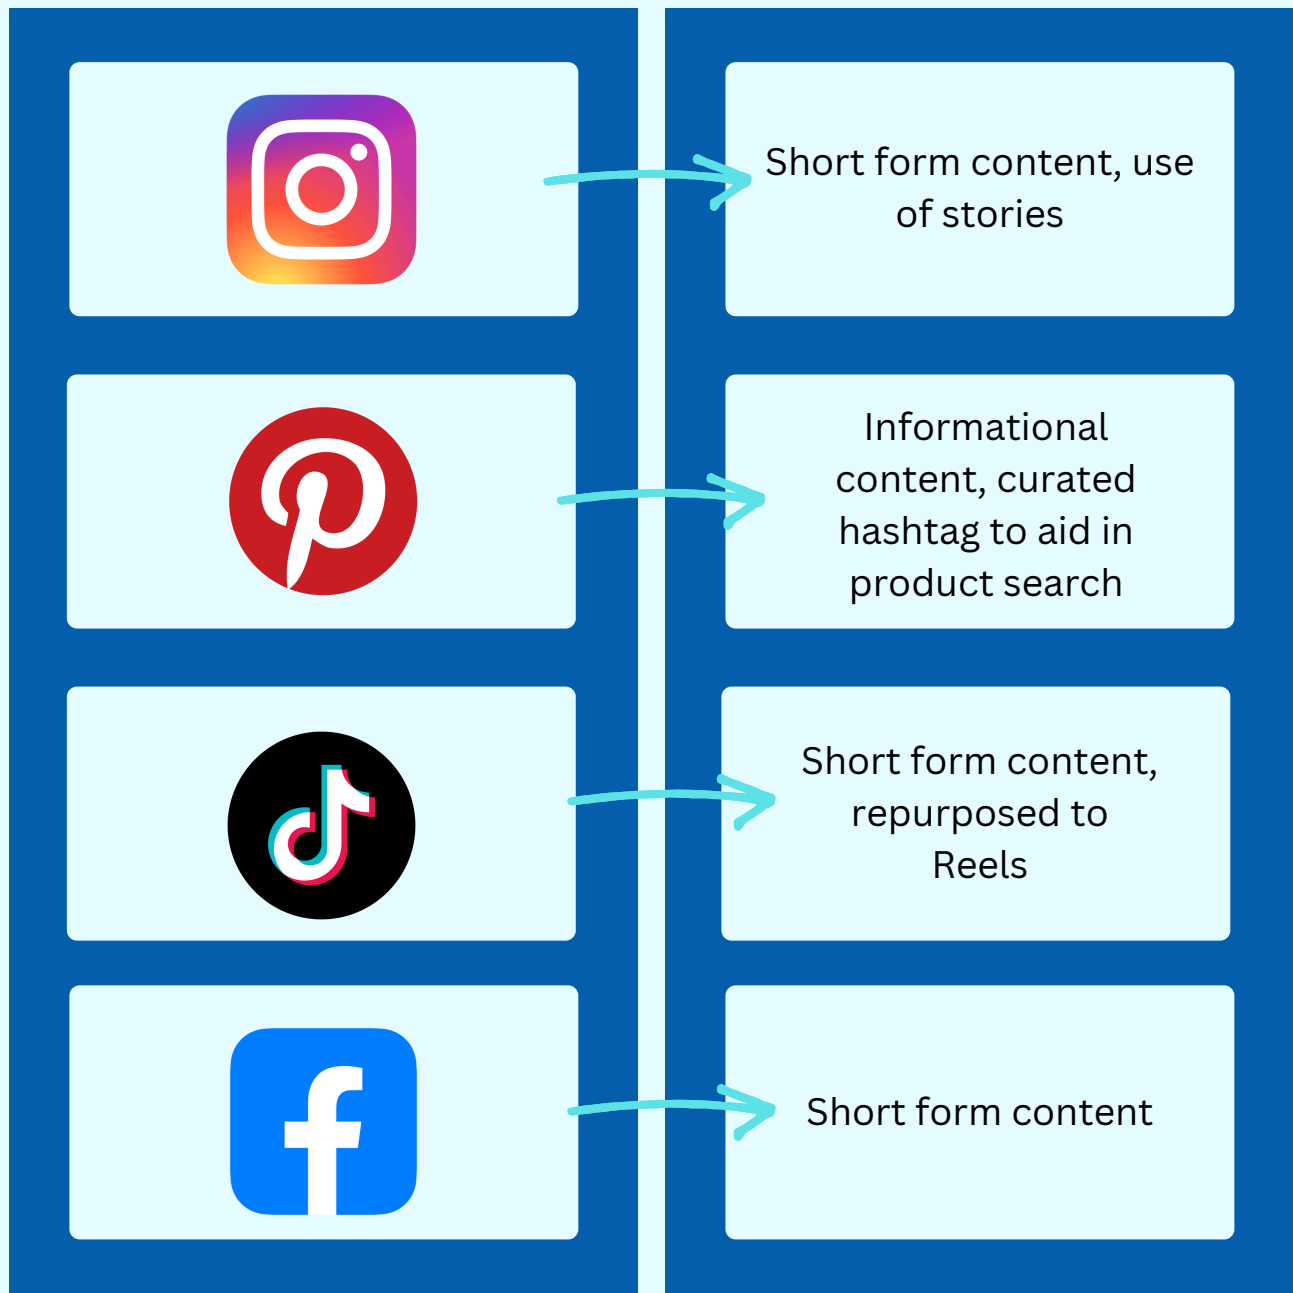 Short form content, use
of stories
Informational
content, curated
hashtag to aid in
product search
Short form content,
repurposed to
Reels
Short form content